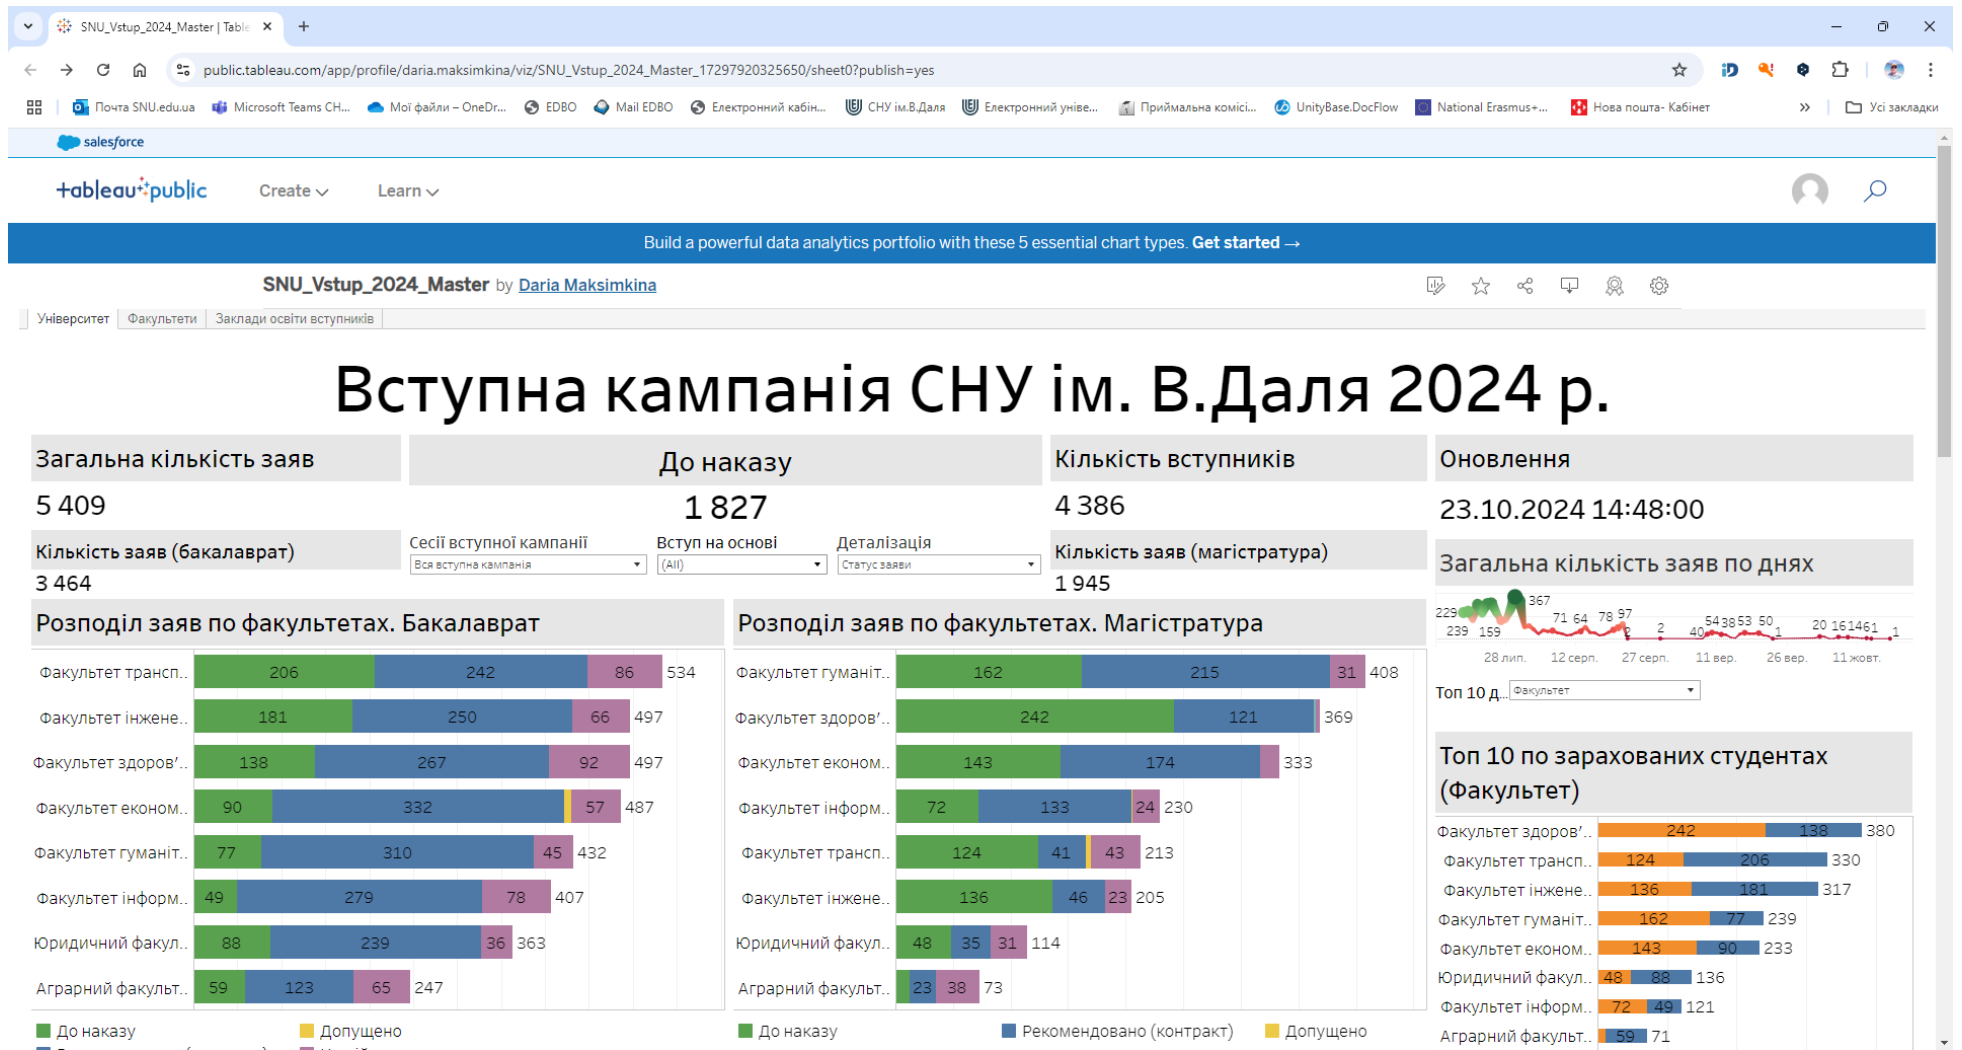 SNU_Vstup_2024_Master | Table
public.tableau.com/app/profile/daria.maksimkina/viz/SNU_Vstup_2024_Master_17297920325650/sheet0?publish=yes
Почта SNU.edu.ua Microsoft Teams СН... Мої файли – OneDr... EDBO Mail EDBO Електронний кабін... СНУ ім.В.Даля Електронний уніве... Приймальна комісі... UnityBase.DocFlow National Erasmus+... Нова пошта- Кабінет » Усі закладки
salesforce
+ableau public Create Learn
Build a powerful data analytics portfolio with these 5 essential chart types. Get started →
SNU_Vstup_2024_Master by Daria Maksimkina
Університет Факультети Заклади освіти вступників
Вступна кампанія СНУ ім. В.Даля 2024 р.
Загальна кількість заяв
5 409
До наказу
1 827
Кількість вступників
4 386
Оновлення
23.10.2024 14:48:00
Кількість заяв (бакалаврат)
3 464
Сесії вступної кампанії
Вся вступна кампанія
Вступ на основі
(All)
Деталізація
Статус заяви
Кількість заяв (магістратура)
1 945
Розподіл заяв по факультетах. Бакалаврат
Факультет трансп.. 206 242 86 534
Факультет інжене.. 181 250 66 497
Факультет здоров'.. 138 267 92 497
Факультет економ.. 90 332 57 487
Факультет гуманіт.. 77 310 45 432
Факультет інформ.. 49 279 78 407
Юридичний факул.. 88 239 36 363
Аграрний факульт.. 59 123 65 247
До наказу Допущено
Розподіл заяв по факультетах. Магістратура
Факультет гуманіт.. 162 215 31 408
Факультет здоров'.. 242 121 369
Факультет економ.. 143 174 333
Факультет інформ.. 72 133 24 230
Факультет трансп.. 124 41 43 213
Факультет інжене.. 136 46 23 205
Юридичний факул.. 48 35 31 114
Аграрний факульт.. 23 38 73
До наказу Рекомендовано (контракт) Допущено
Загальна кількість заяв по днях
229 367
239 159 71 64 78 97 2 2 40 54 38 53 50 1 20 16 14 61 1
28 лип. 12 серп. 27 серп. 11 вер. 26 вер. 11 жовт.
Топ 10 д... Факультет
Топ 10 по зарахованих студентах
(Факультет)
Факультет здоров'.. 242 138 380
Факультет трансп.. 124 206 330
Факультет інжене.. 136 181 317
Факультет гуманіт.. 162 77 239
Факультет економ.. 143 90 233
Юридичний факул.. 48 88 136
Факультет інформ.. 72 49 121
Аграрний факульт.. 59 71